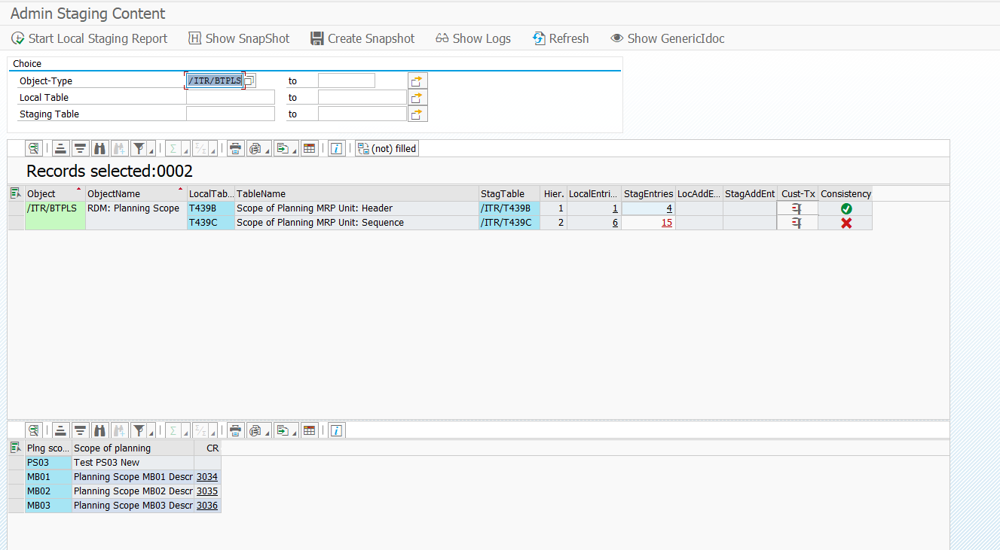 Admin Staging Content
Start Local Staging Report Show SnapShot Create Snapshot Show Logs Refresh Show GenericIdoc
Choice
Object-Type /ITR/BTPLS to
Local Table to
Staging Table to
(not) filled
Records selected:0002
Object ObjectName LocalTab... TableName StagTable Hier. LocalEntri... StagEntries LocAddE... StagAddEnt Cust-Tx Consistency
/ITR/BTPLS RDM: Planning Scope T439B Scope of Planning MRP Unit: Header /ITR/T439B 1 1 4
T439C Scope of Planning MRP Unit: Sequence /ITR/T439C 2 6 15
Plng sco... Scope of planning CR
PS03 Test PS03 New
MB01 Planning Scope MB01 Descr 3034
MB02 Planning Scope MB02 Descr 3035
MB03 Planning Scope MB03 Descr 3036